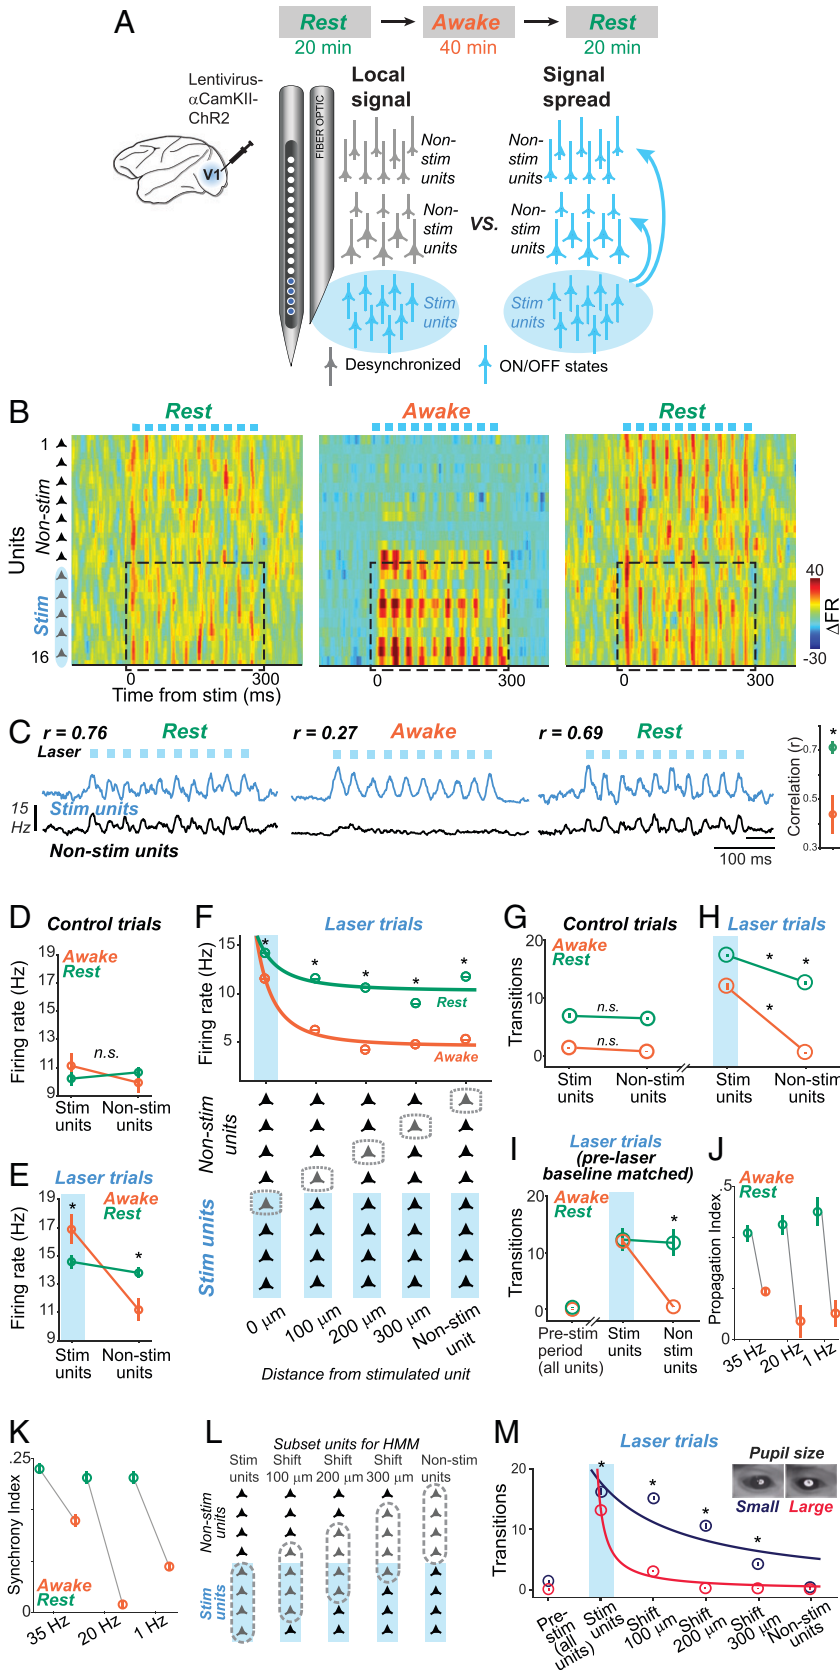 A
Rest
Awake
Rest
20 min
40 min
20 min
Lentivirus-
αCamKII-
ChR2
V1
FIBER OPTIC
Local
signal
Signal
spread
Non-
stim
units
Non-
stim
units
Non-
stim
units
Non-
stim
units
VS.
Stim
units
Stim
units
Desynchronized
ON/OFF states
B
Rest
Awake
Rest
Units
1
16
Non-stim
Stim
0
300
0
300
0
300
Time from stim (ms)
40
-30
ΔFR
C
r = 0.76
Rest
r = 0.27
Awake
r = 0.69
Rest
Laser
Stim units
15
Hz
Non-stim units
100 ms
Correlation (r)
0.7
0.5
0.3
*
D
Control trials
Awake
Rest
Firing rate (Hz)
19
17
15
13
11
9
n.s.
Stim
units
Non-stim
units
E
Laser trials
Awake
Rest
Firing rate (Hz)
19
17
15
13
11
9
*
*
Stim
units
Non-stim
units
F
Laser trials
Firing rate (Hz)
15
10
5
*
*
*
*
*
Rest
Awake
Non-stim
units
Stim units
0 μm
100 μm
200 μm
300 μm
Non-stim
unit
Distance from stimulated unit
G
Control trials
Awake
Rest
Transitions
20
10
0
n.s.
n.s.
Stim
units
Non-stim
units
H
Laser trials
*
*
*
Stim
units
Non-stim
units
I
Laser trials
(pre-laser
baseline matched)
Awake
Rest
Transitions
20
10
0
*
Pre-stim
period
(all units)
Stim
units
Non
stim
units
J
Awake
Rest
Propagation Index
.5
0
35 Hz
20 Hz
1 Hz
K
Synchrony Index
.25
0
Awake
Rest
35 Hz
20 Hz
1 Hz
L
Subset units for HMM
Stim
units
Shift
100 μm
Shift
200 μm
Shift
300 μm
Non-stim
units
Non-stim
units
Stim
units
M
Laser trials
Pupil size
Small
Large
Transitions
20
10
0
*
*
*
*
Pre-
stim (all
units)
Stim
units
Shift
100 μm
Shift
200 μm
Shift
300 μm
Non-stim
units